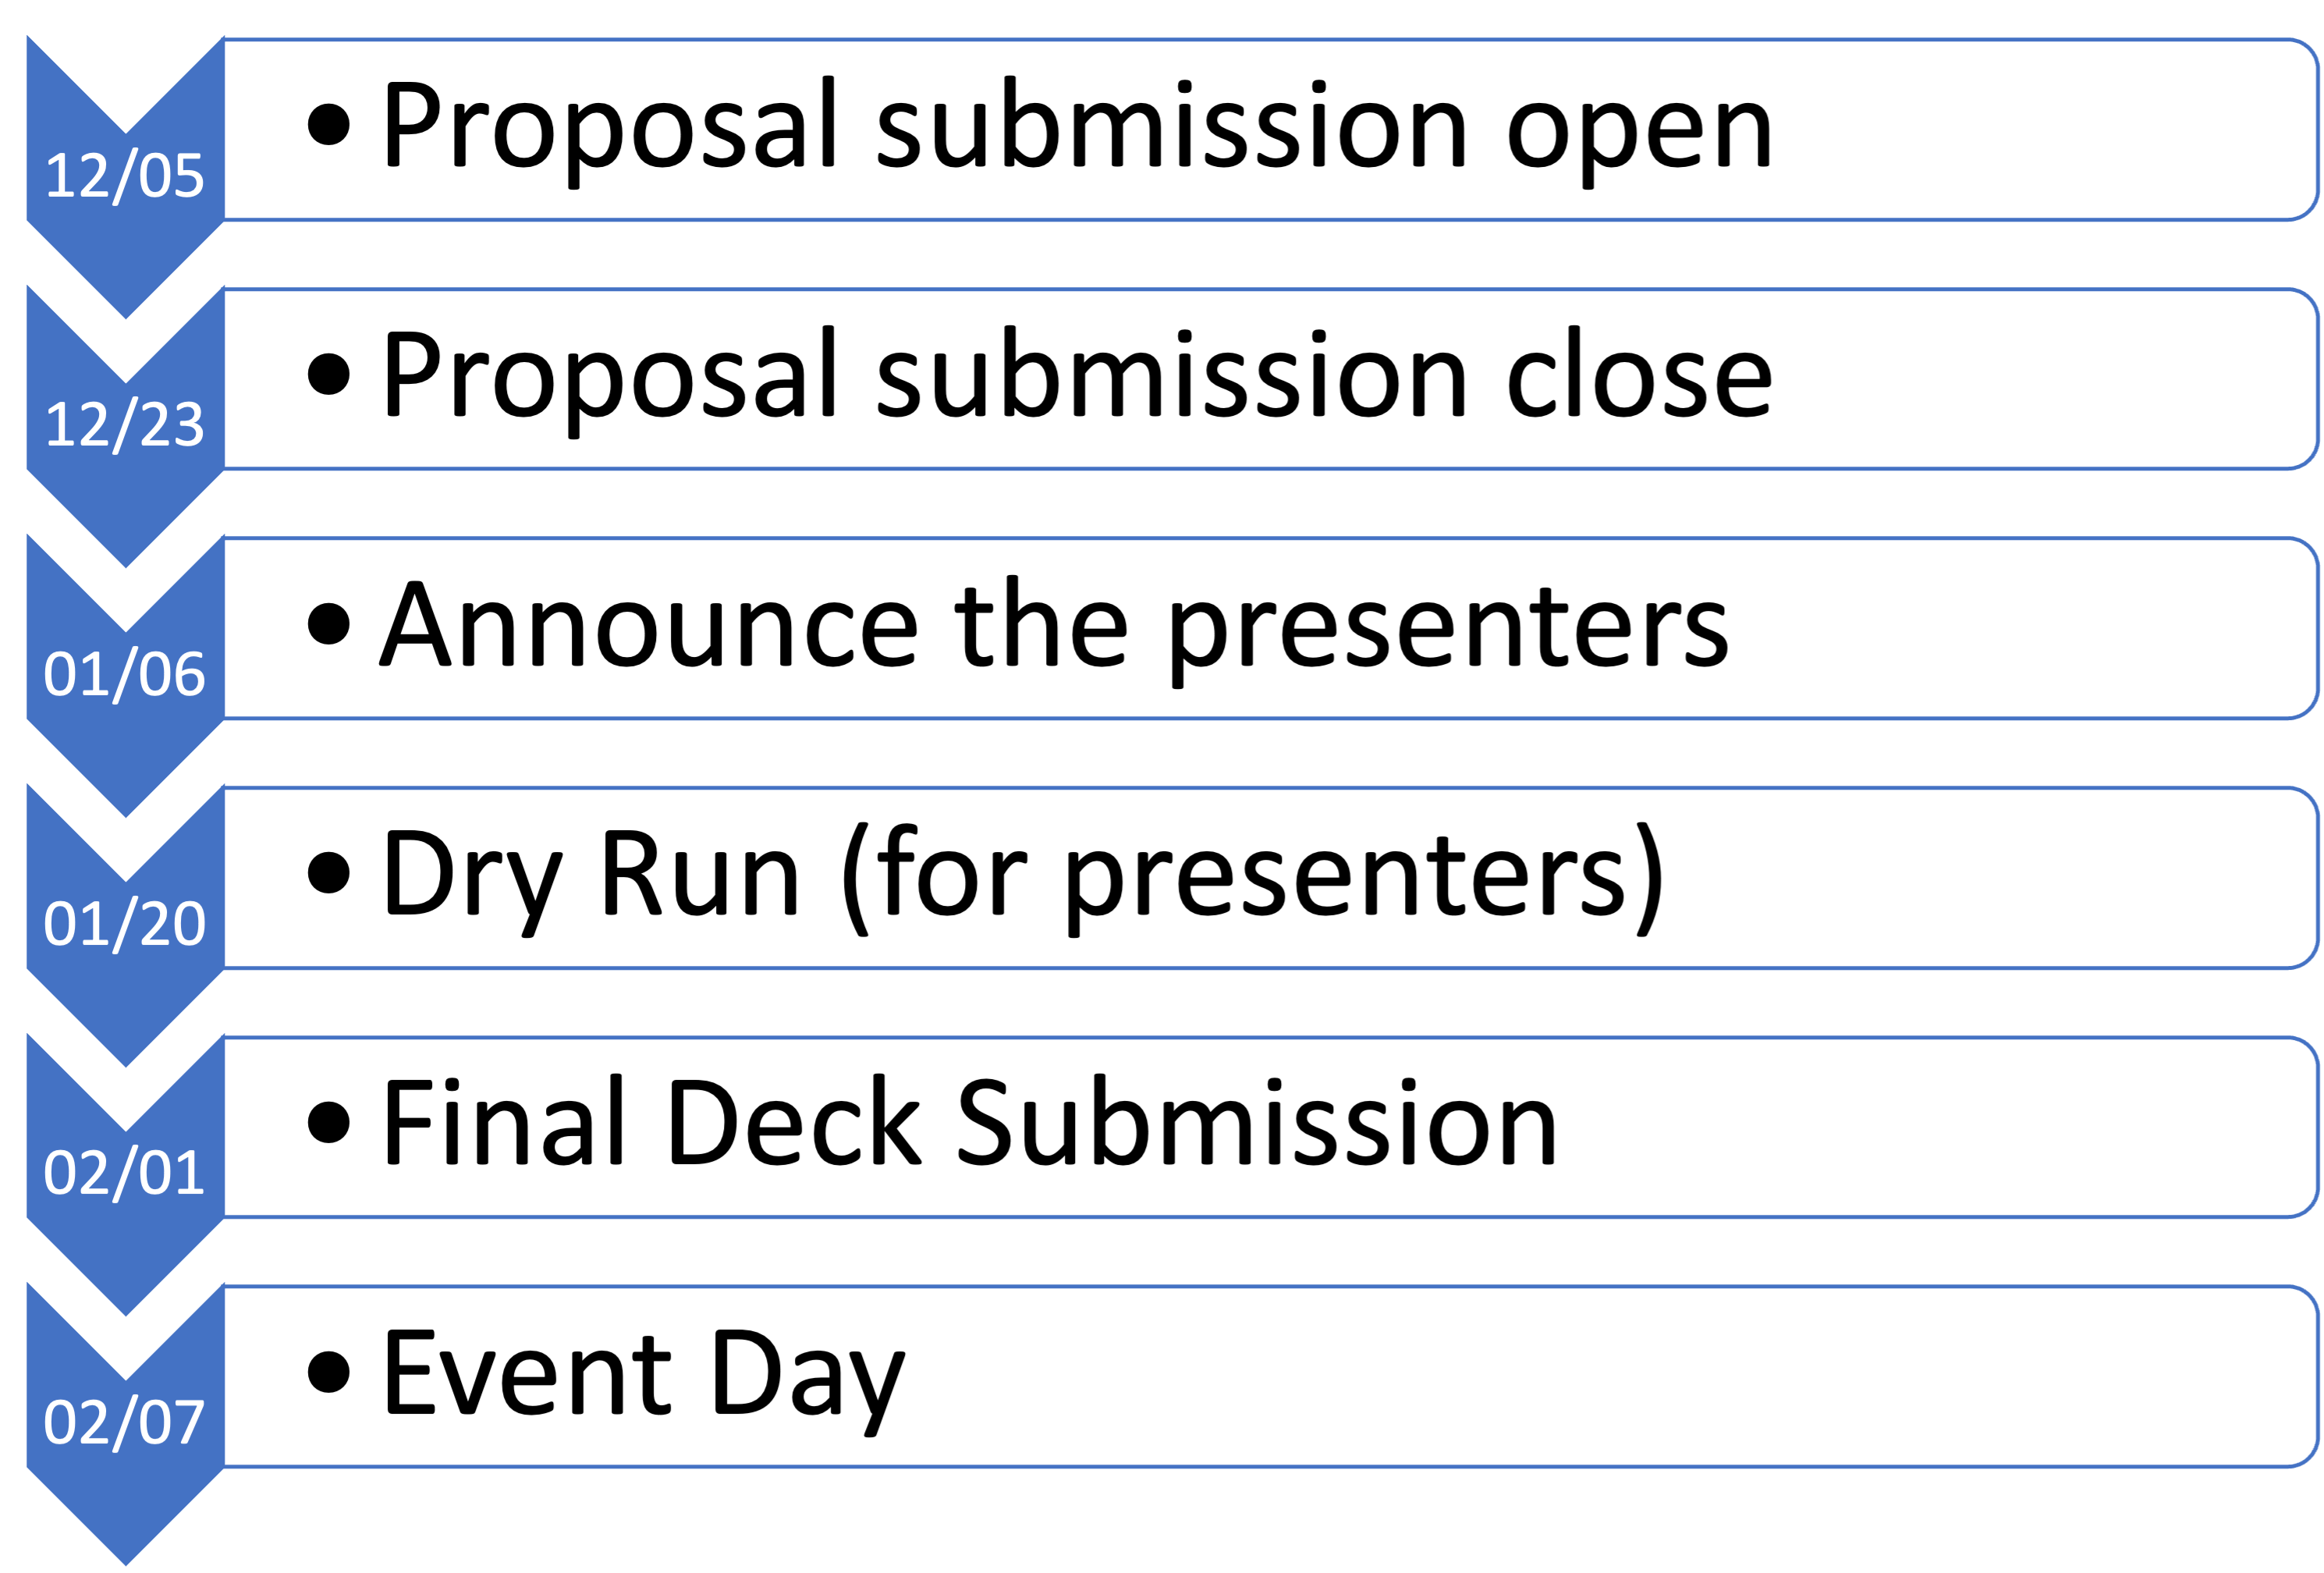 12/05
• Proposal submission open
12/23
• Proposal submission close
01/06
• Announce the presenters
01/20
• Dry Run (for presenters)
02/01
• Final Deck Submission
02/07
• Event Day